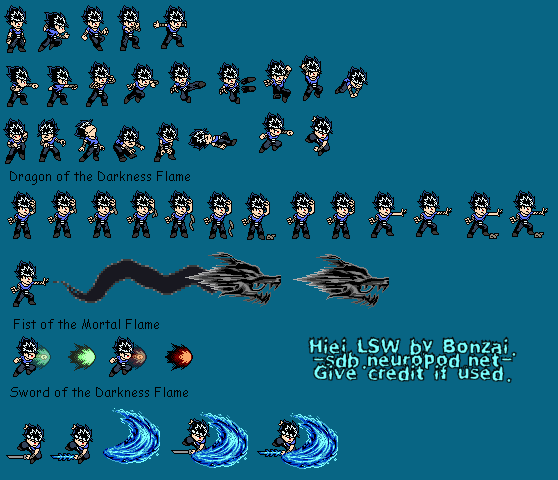 Dragon of the Darkness Flame
Fist of the Mortal Flame
Hiei LSW by Bonzai.
-sdb.neuropod.net-
Give credit if used.
Sword of the Darkness Flame